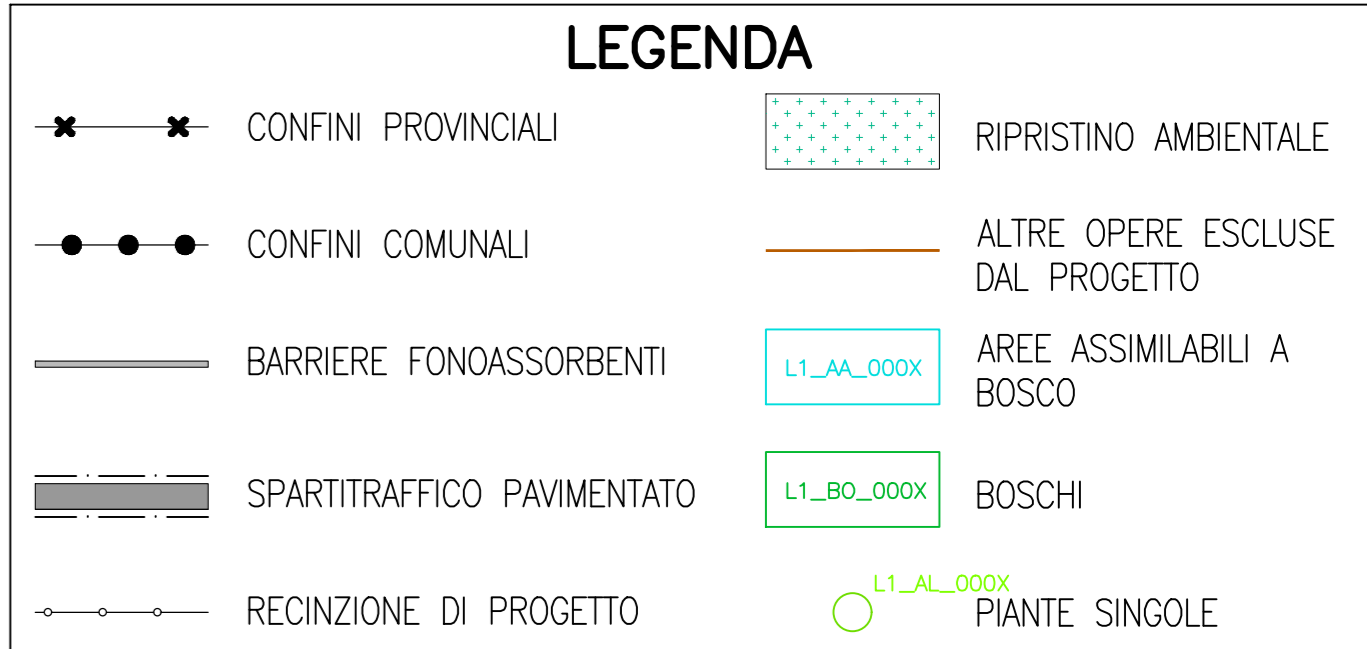 LEGENDA
CONFINI PROVINCIALI
CONFINI COMUNALI
BARRIERE FONOASSORBENTI
SPARTITRAFFICO PAVIMENTATO
RECINZIONE DI PROGETTO
RIPRISTINO AMBIENTALE
ALTRE OPERE ESCLUSE
DAL PROGETTO
L1_AA_000X
AREE ASSIMILABILI A
BOSCO
L1_BO_000X
BOSCHI
L1_AL_000X
PIANTE SINGOLE